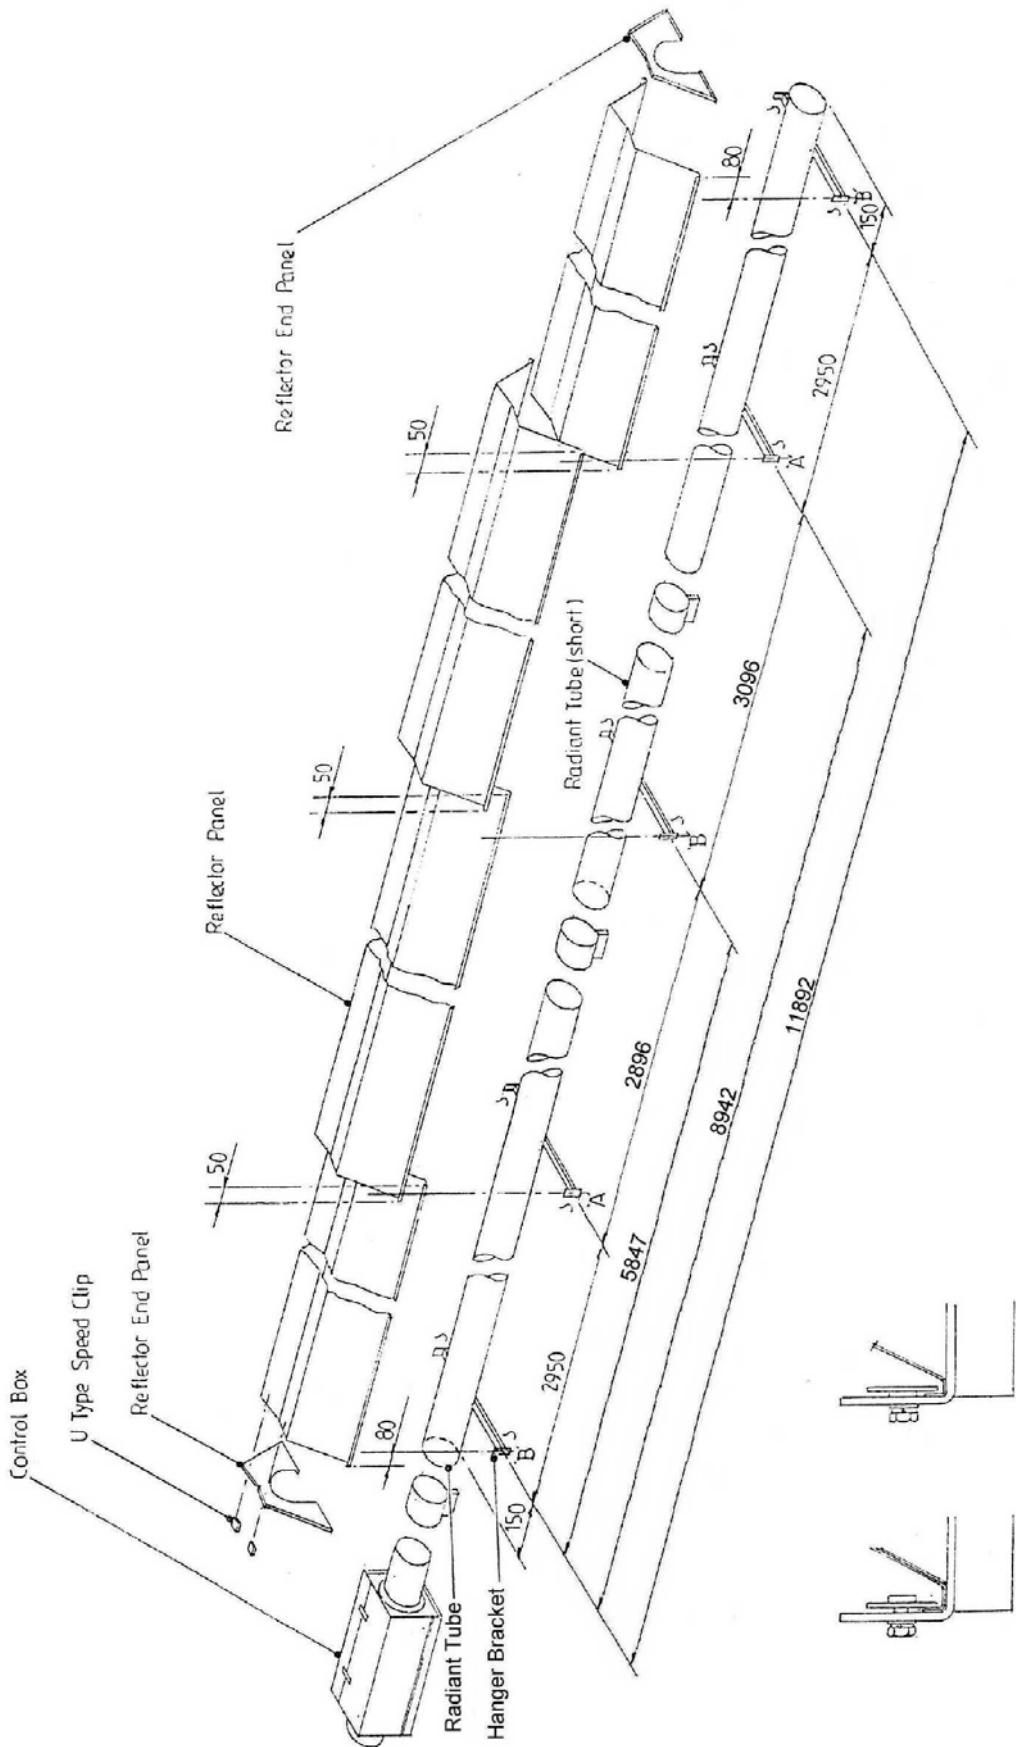 Control Box
U Type Speed Clip
Reflector End Panel
Reflector Panel
Reflector End Panel
50
50
50
80
80
Radiant Tube(short)
Radiant Tube
Hanger Bracket
B
A
B
A
B
150
2950
2896
3096
2950
150
5847
8942
11892